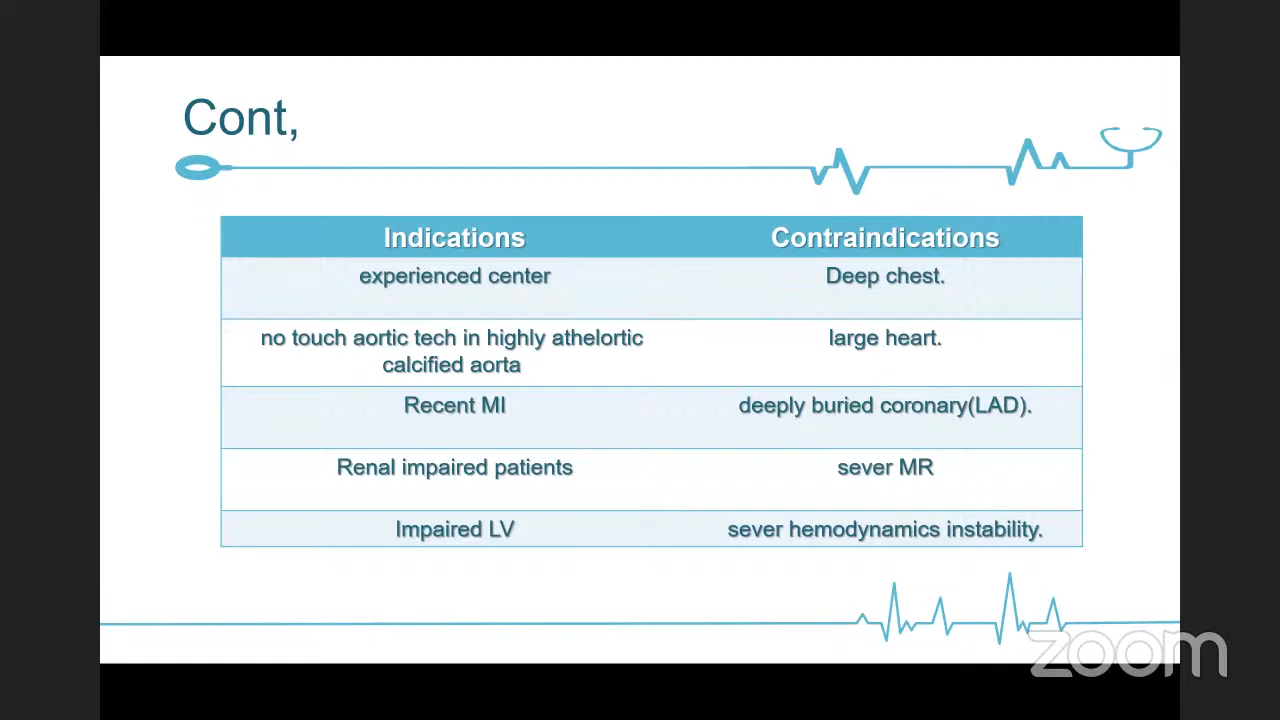 Cont,
Indications Contraindications
experienced center Deep chest.
no touch aortic tech in highly athelortic large heart.
calcified aorta
Recent MI deeply buried coronary(LAD).
Renal impaired patients sever MR
Impaired LV sever hemodynamics instability.
zoom